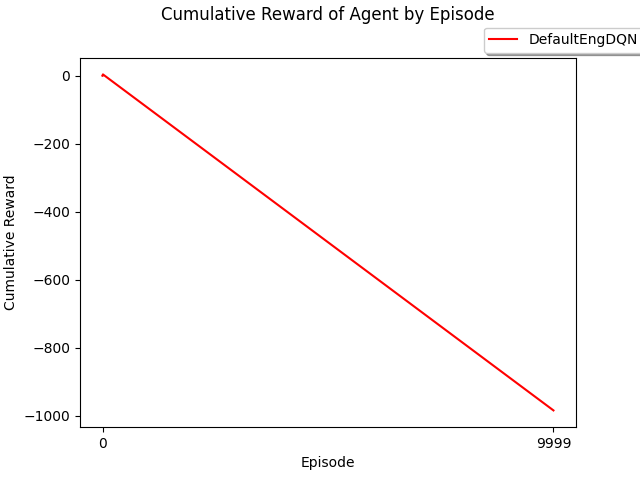 Cumulative Reward of Agent by Episode
DefaultEngDQN
0
−200
−400
−600
−800
−1000
Cumulative Reward
0
9999
Episode